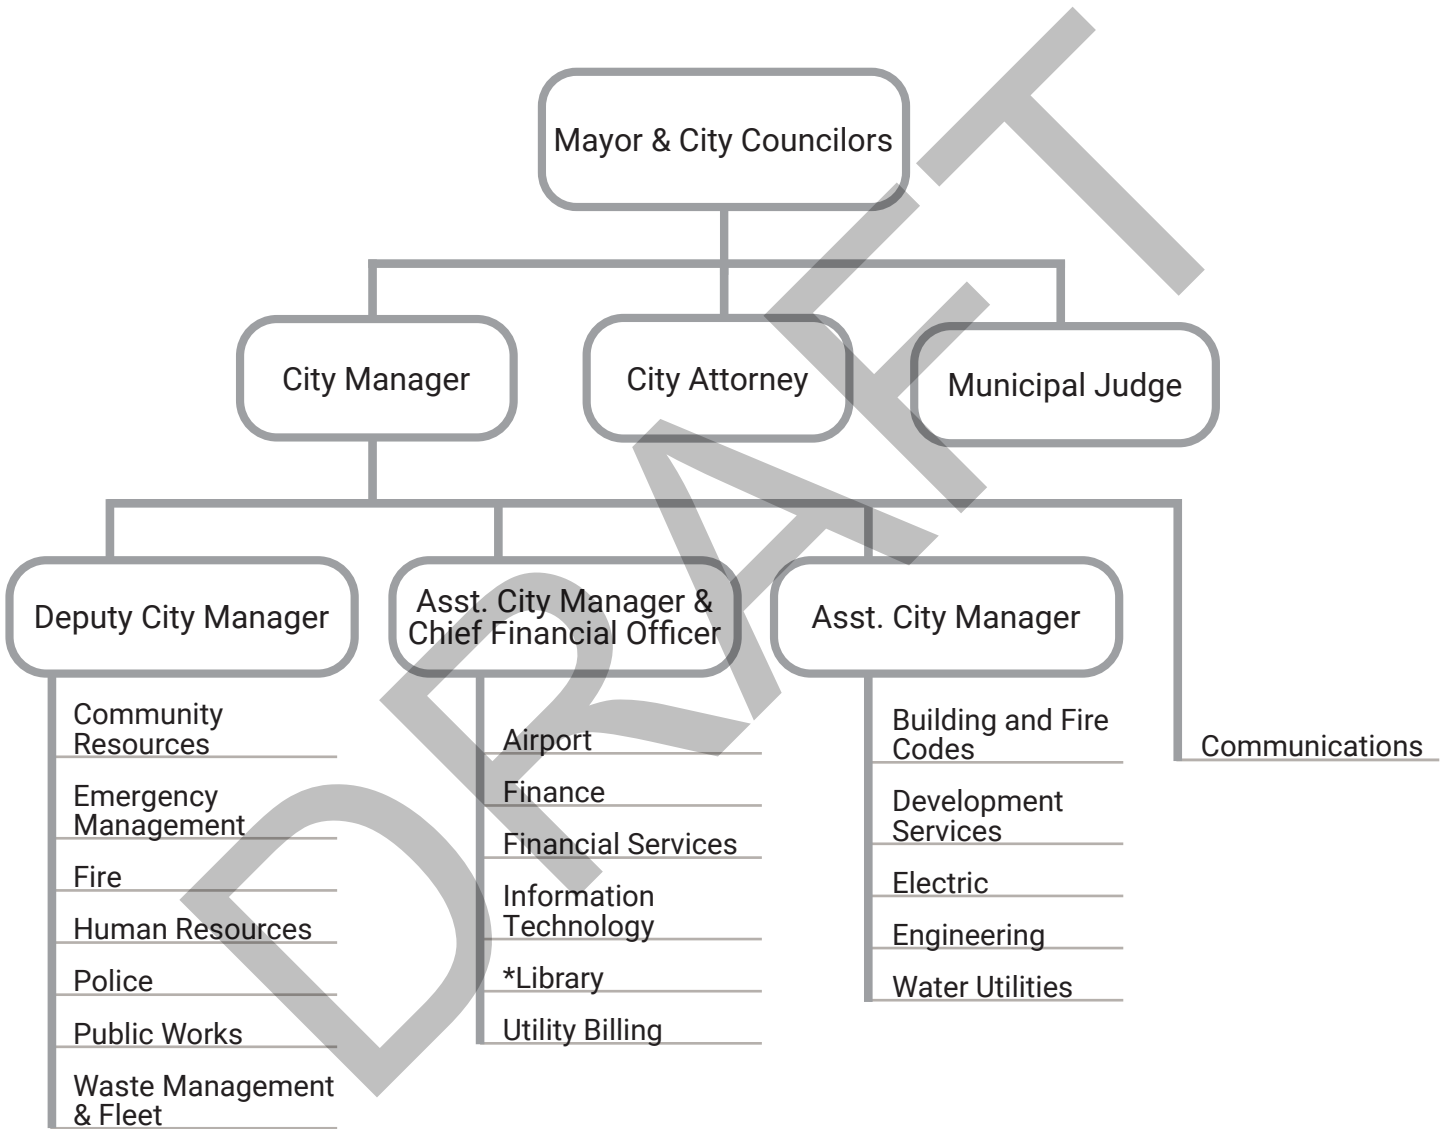 Mayor & City Councilors
City Manager
City Attorney
Municipal Judge
Deputy City Manager
Asst. City Manager &
Chief Financial Officer
Asst. City Manager
Community
Resources
Emergency
Management
Fire
Human Resources
Police
Public Works
Waste Management
& Fleet
Airport
Finance
Financial Services
Information
Technology
*Library
Utility Billing
Building and Fire
Codes
Development
Services
Electric
Engineering
Water Utilities
Communications
DRAFT